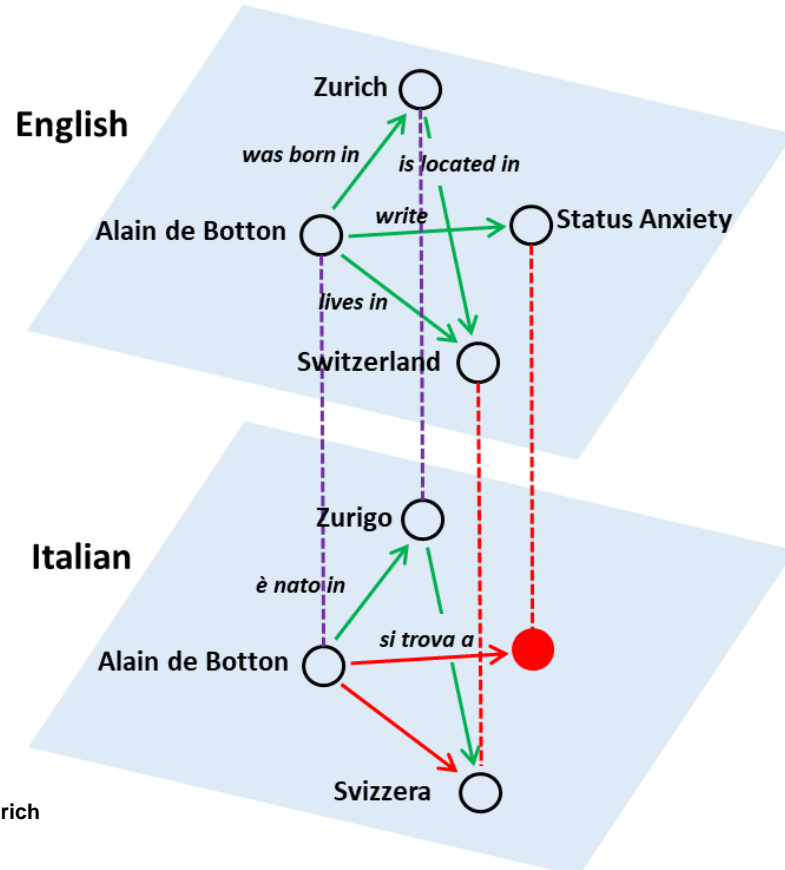 Zurich
English
was born in
is located in
write
Status Anxiety
Alain de Botton
lives in
Switzerland
Zurigo
Italian
è nato in
si trova a
Alain de Botton
Svizzera
rich